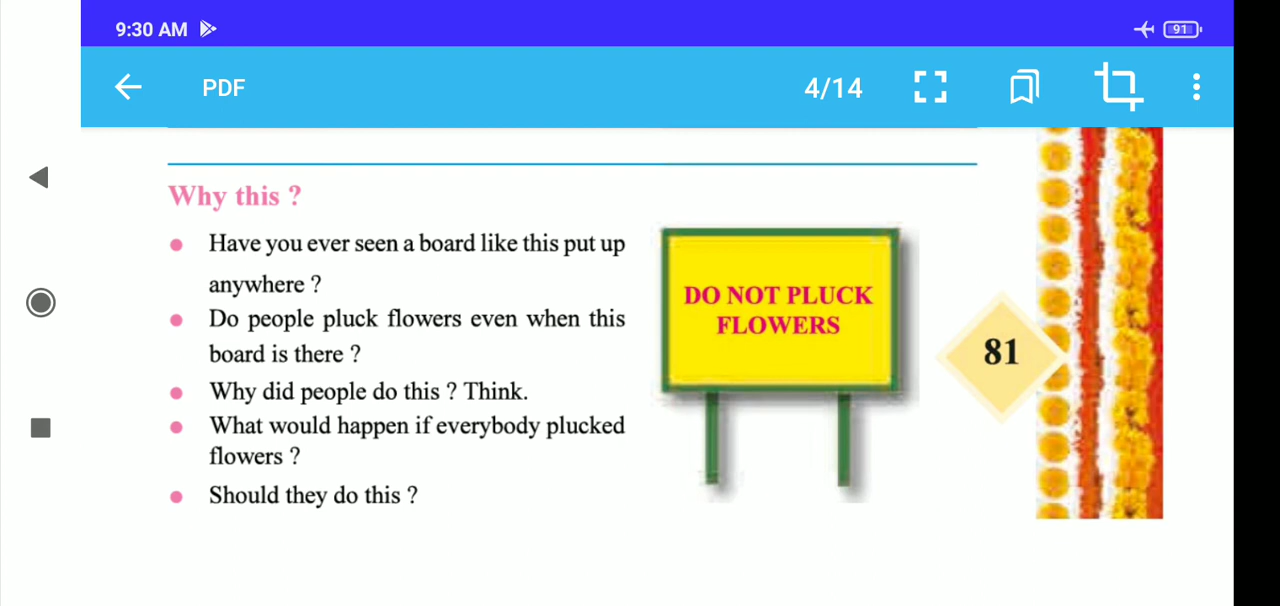 9:30 AM
91
PDF
4/14
Why this ?
Have you ever seen a board like this put up
anywhere ?
Do people pluck flowers even when this
board is there ?
Why did people do this ? Think.
What would happen if everybody plucked
flowers ?
Should they do this ?
DO NOT PLUCK
FLOWERS
81